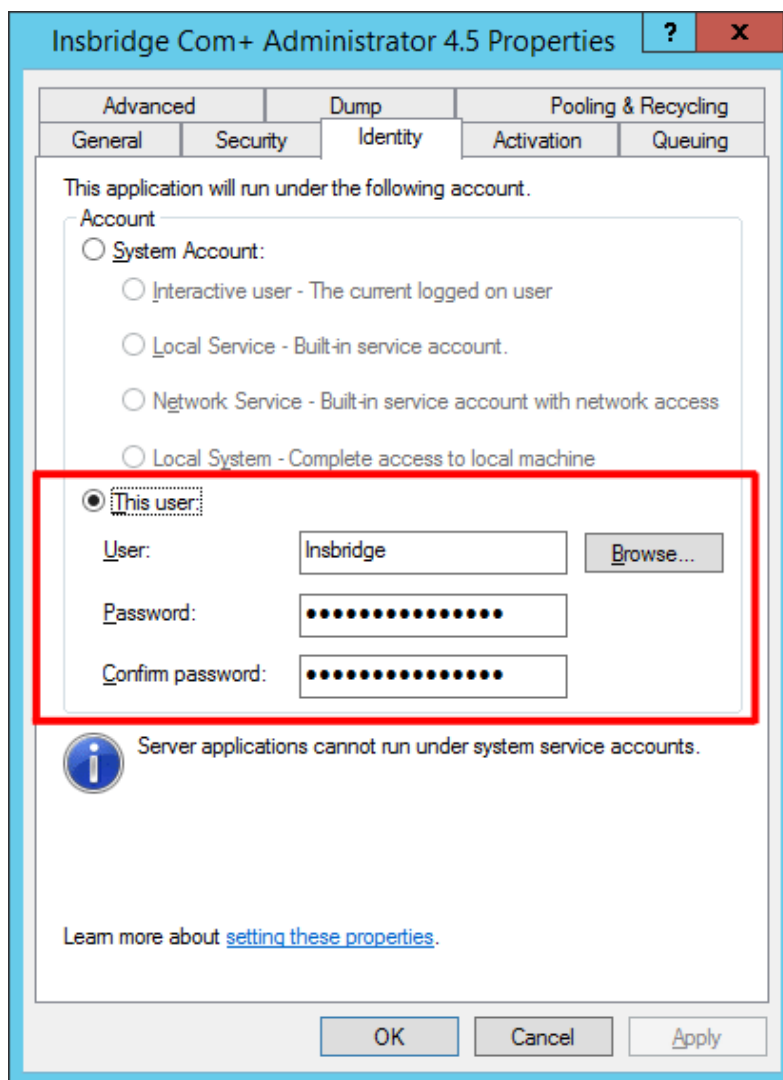 Insbridge Com+ Administrator 4.5 Properties ? x
Advanced Dump Pooling & Recycling
General Security Identity Activation Queuing
This application will run under the following account.
Account
System Account:
Interactive user - The current logged on user
Local Service - Built-in service account.
Network Service - Built-in service account with network access
Local System - Complete access to local machine
This user:
User: Insbridge Browse...
Password: ●●●●●●●●●●●●●●●
Confirm password: ●●●●●●●●●●●●●●●
Server applications cannot run under system service accounts.
Learn more about setting these properties.
OK Cancel Apply